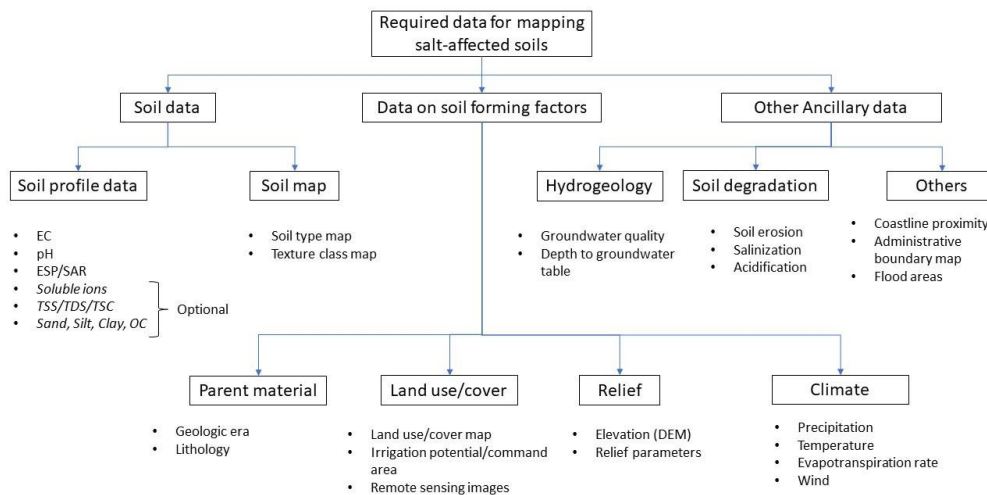 Required data for mapping
salt-affected soils
Soil data
Data on soil forming factors
Other Ancillary data
Soil profile data
Soil map
Hydrogeology
Soil degradation
Others
• EC
• pH
• ESP/SAR
• Soluble ions
• TSS/TDS/TSC
• Sand, Silt, Clay, OC
Optional
• Soil type map
• Texture class map
• Groundwater quality
• Depth to groundwater
table
• Soil erosion
• Salinization
• Acidification
• Coastline proximity
• Administrative
boundary map
• Flood areas
Parent material
Land use/cover
Relief
Climate
• Geologic era
• Lithology
• Land use/cover map
• Irrigation potential/command
area
• Remote sensing images
• Elevation (DEM)
• Relief parameters
• Precipitation
• Temperature
• Evapotranspiration rate
• Wind